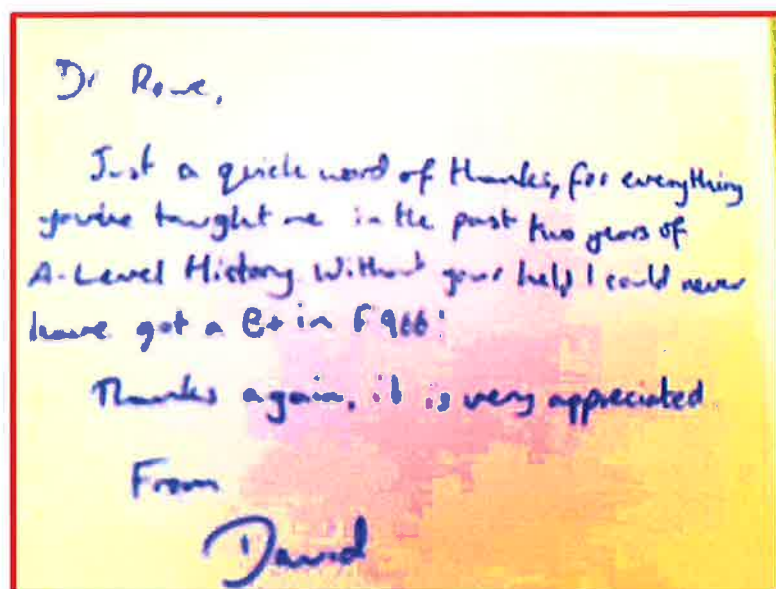 Dr Rowe,
Just a quick word of thanks, for everything
you've taught me in the past two years of
A-Level History. Without your help I could never
have got a B+ in F966!
Thanks again, it is very appreciated
From
David